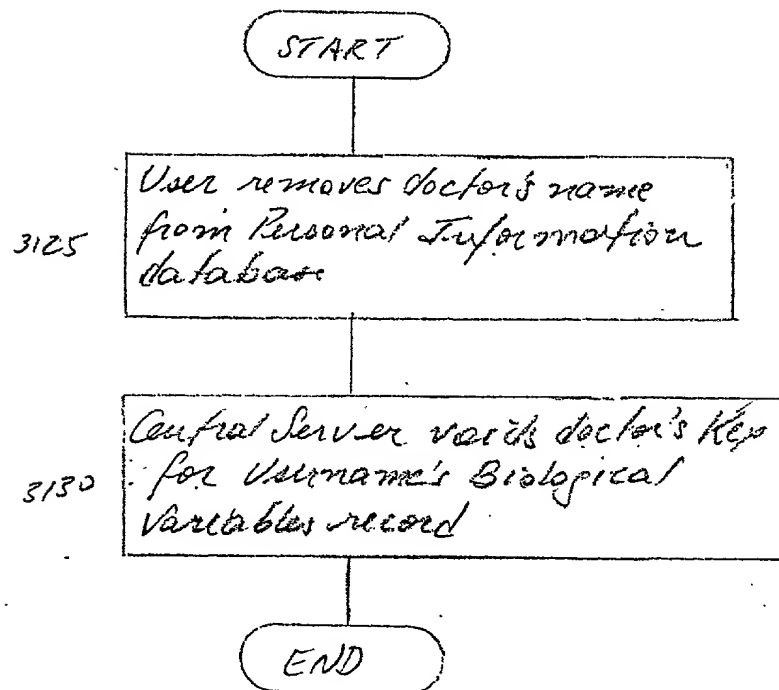 START
3125
User removes doctor's name
from Personal Information
database
3130
Central Server voids doctor's Key
for Username's Biological
Variables record
END